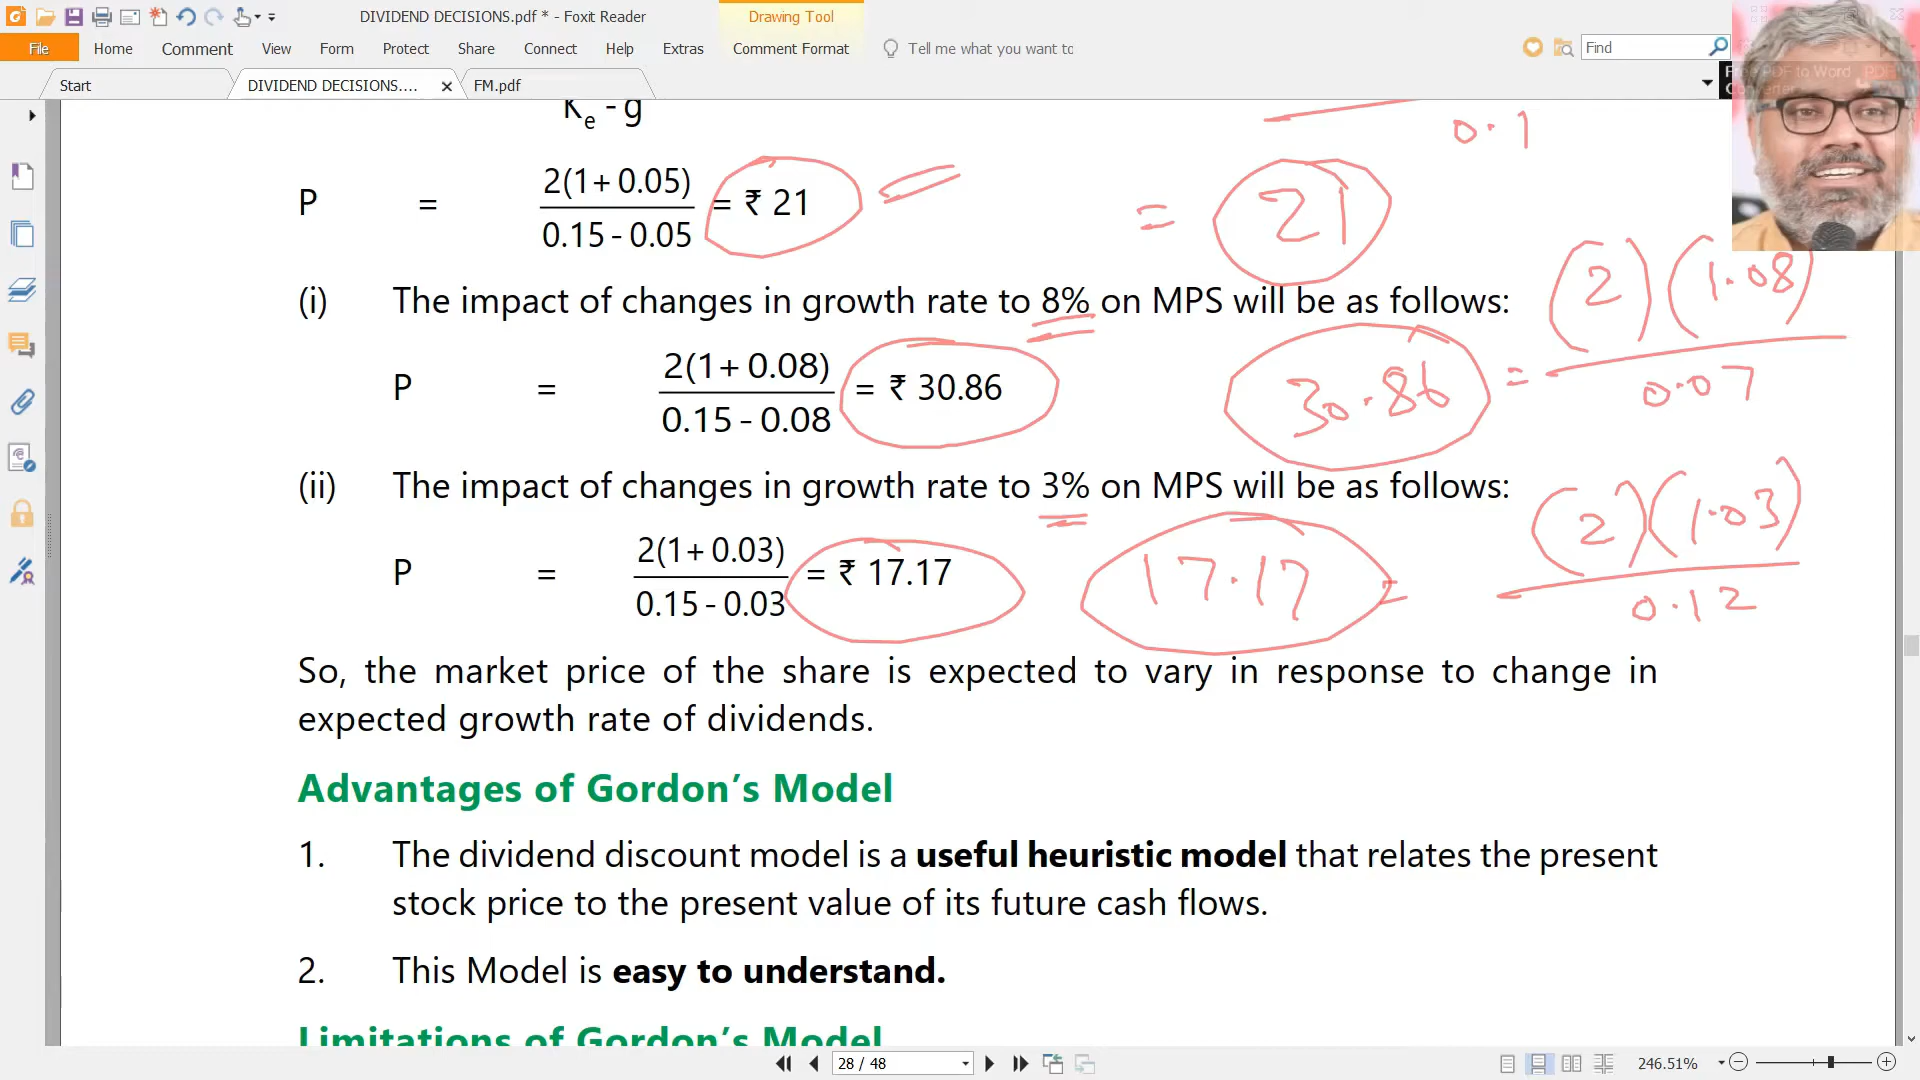 DIVIDEND DECISIONS.pdf * - Foxit Reader
Drawing Tool
File Home Comment View Form Protect Share Connect Help Extras Comment Format Tell me what you want to Find
Start DIVIDEND DECISIONS.... FM.pdf
Ke - g
0.1
P = 2(1+ 0.05) / 0.15 - 0.05 = ₹ 21
= 21
(i) The impact of changes in growth rate to 8% on MPS will be as follows:
P = 2(1+ 0.08) / 0.15 - 0.08 = ₹ 30.86
30.86 = (2)(1.08) / 0.07
(ii) The impact of changes in growth rate to 3% on MPS will be as follows:
P = 2(1+ 0.03) / 0.15 - 0.03 = ₹ 17.17
17.17 = (2)(1.03) / 0.12
So, the market price of the share is expected to vary in response to change in
expected growth rate of dividends.
Advantages of Gordon's Model
1. The dividend discount model is a useful heuristic model that relates the present
stock price to the present value of its future cash flows.
2. This Model is easy to understand.
Limitations of Gordon's Model
28 / 48 246.51%